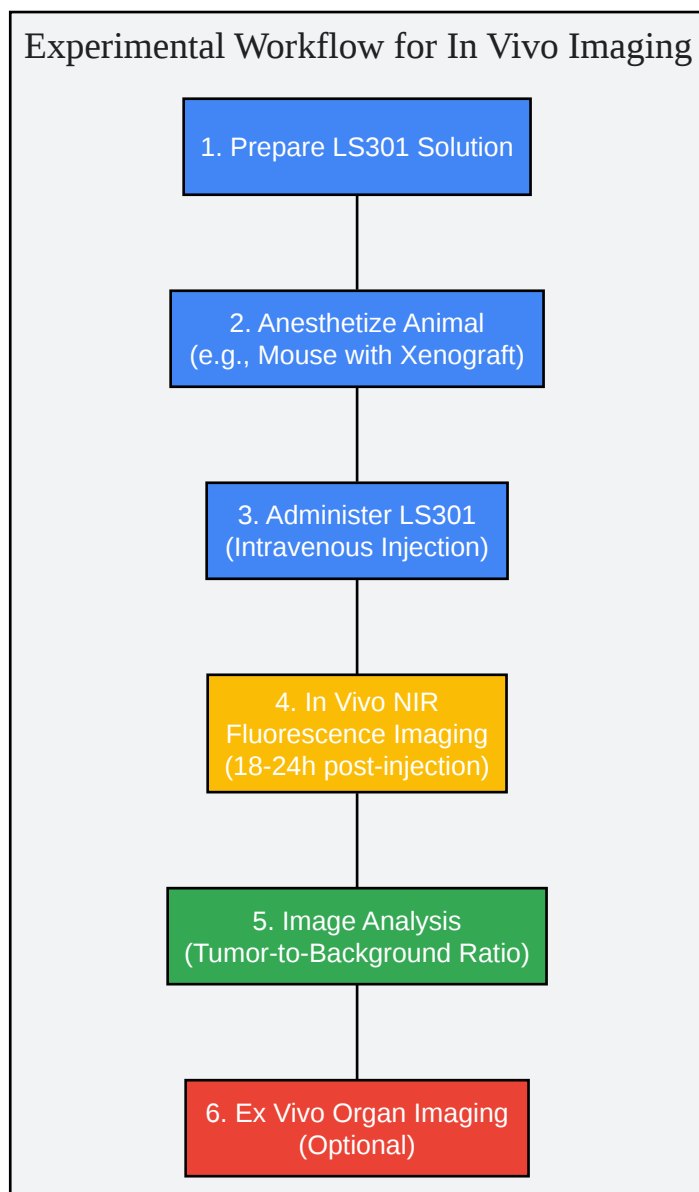 Experimental Workflow for In Vivo Imaging
1. Prepare LS301 Solution
2. Anesthetize Animal
(e.g., Mouse with Xenograft)
3. Administer LS301
(Intravenous Injection)
4. In Vivo NIR
Fluorescence Imaging
(18-24h post-injection)
5. Image Analysis
(Tumor-to-Background Ratio)
6. Ex Vivo Organ Imaging
(Optional)